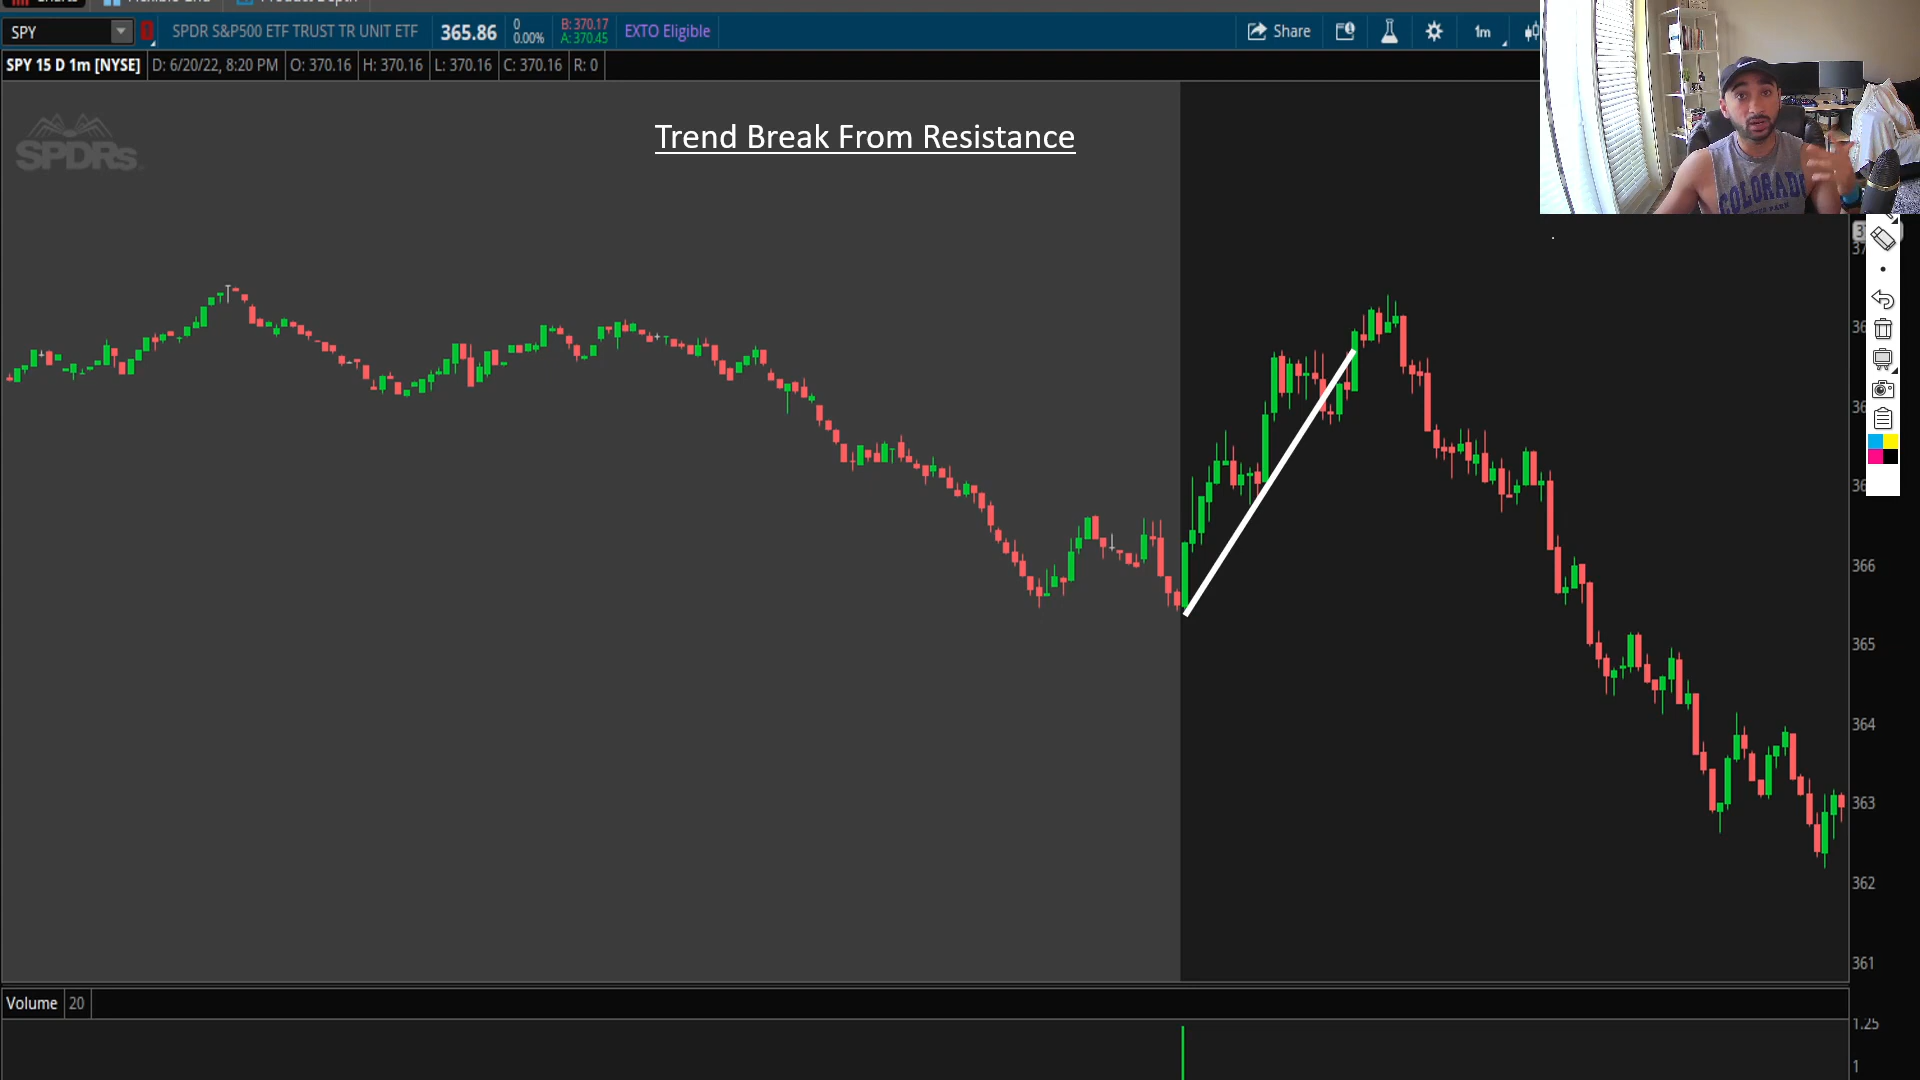 SPY
SPDR S&P500 ETF TRUST TR UNIT ETF
365.86
0
0.00%
B: 370.17
A: 370.45
EXTO Eligible
Share
1m
SPY 15 D 1m [NYSE]
D: 6/20/22, 8:20 PM
O: 370.16
H: 370.16
L: 370.16
C: 370.16
R: 0
Trend Break From Resistance
SPDRs
COLORADO
366
365
364
363
362
361
Volume
20
1.25
1